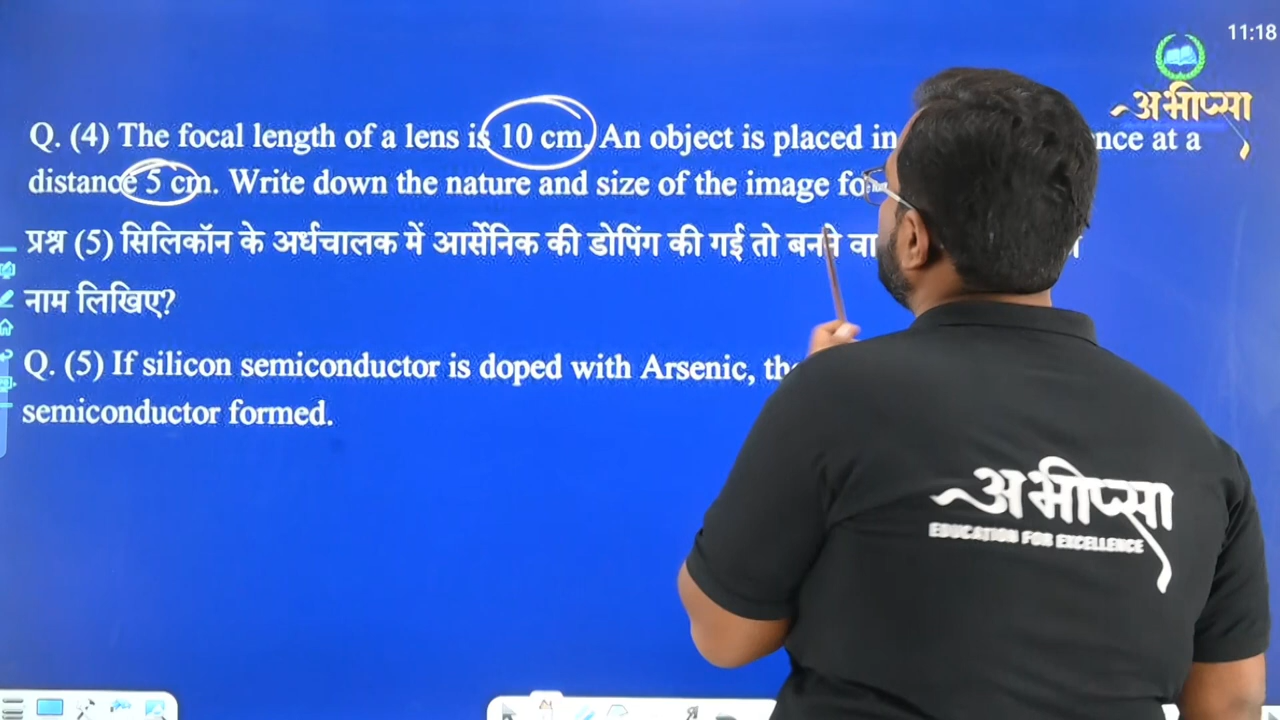 11:18
अभीप्सा
Q. (4) The focal length of a lens is 10 cm. An object is placed in nce at a
distance 5 cm. Write down the nature and size of the image fo
प्रश्न (5) सिलिकॉन के अर्धचालक में आर्सेनिक की डोपिंग की गई तो बनने वा
नाम लिखिए?
Q. (5) If silicon semiconductor is doped with Arsenic, the
semiconductor formed.
अभीप्सा
EDUCATION FOR EXCELLENCE